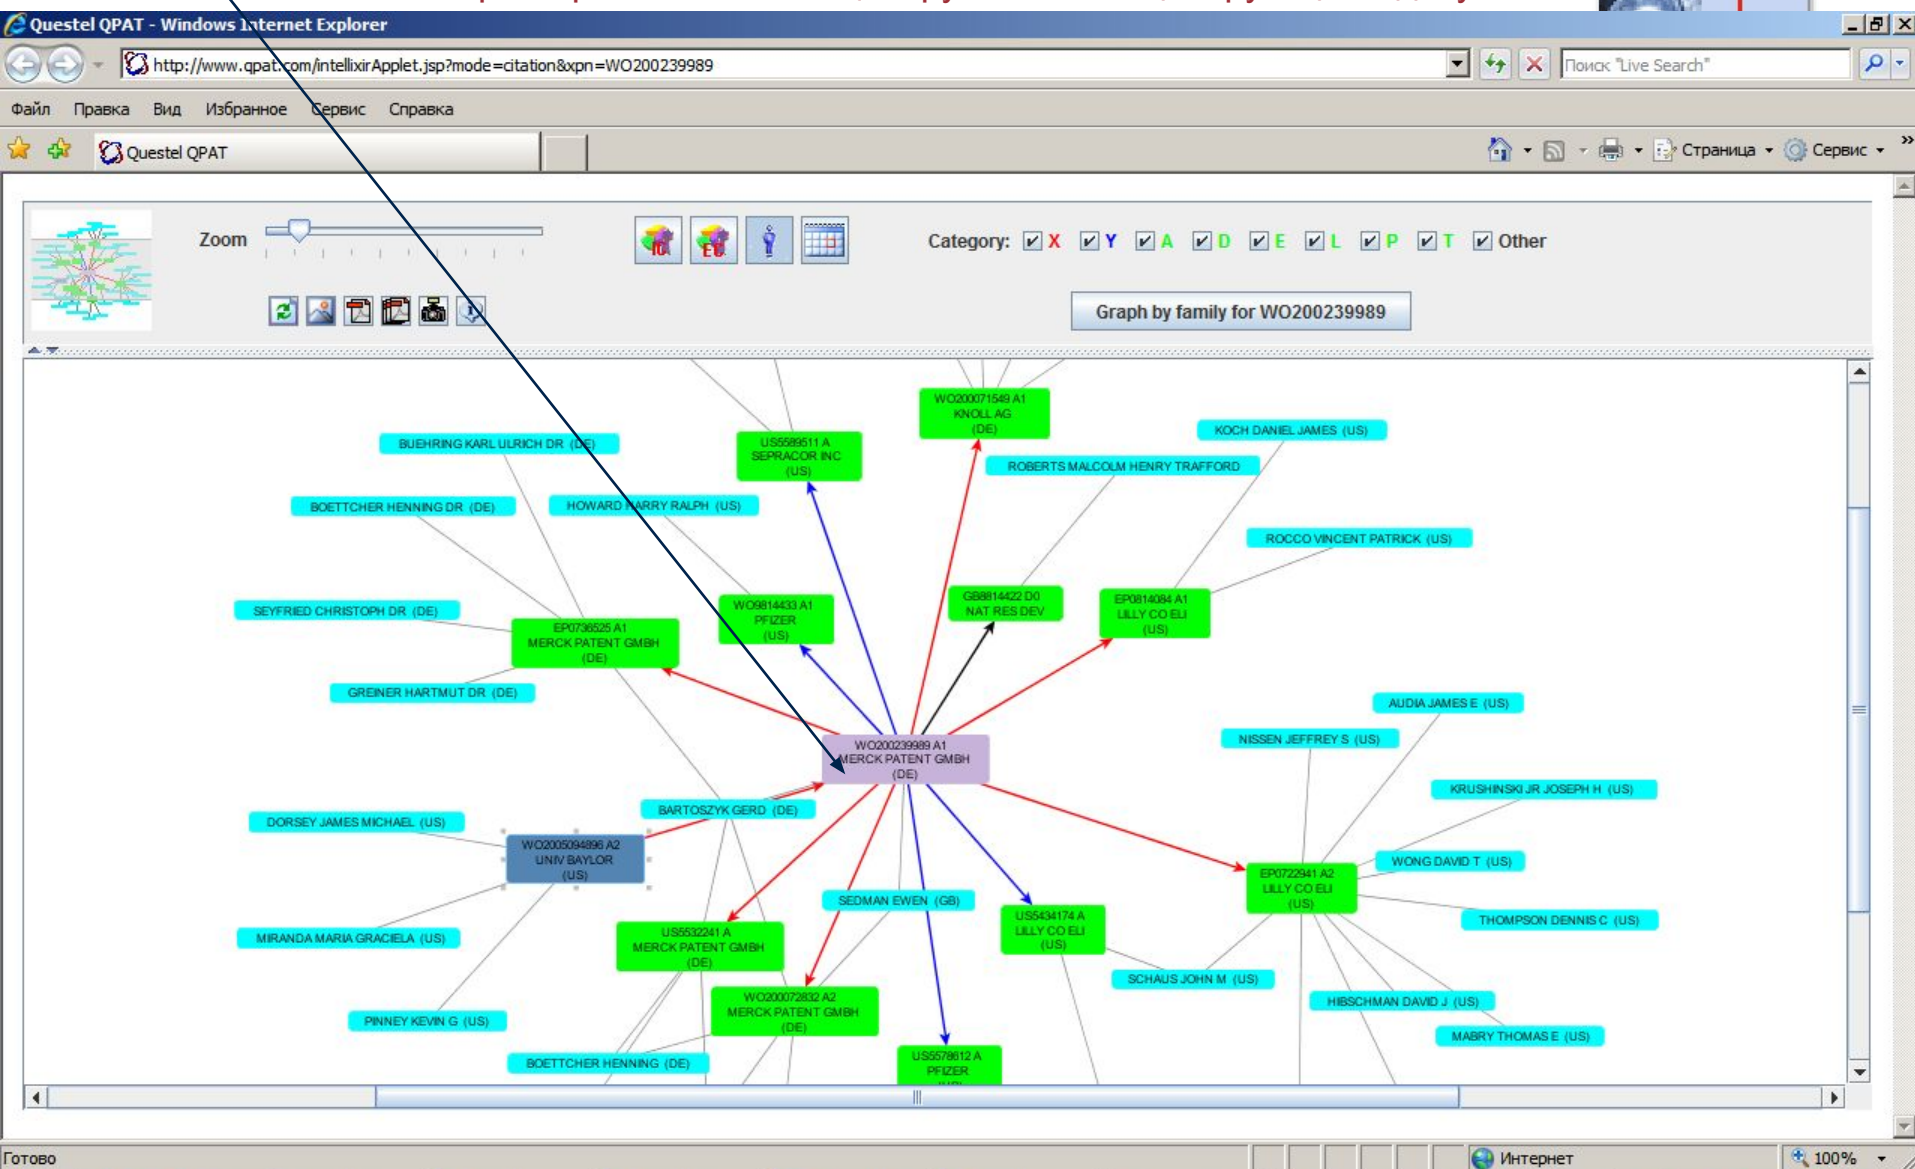 Questel QPAT - Windows Internet Explorer
http://www.qpat.com/intellixirApplet.jsp?mode=citation&xpn=WO200239989
Поиск "Live Search"
Файл Правка Вид Избранное Сервис Справка
Questel QPAT
Страница
Сервис
Zoom
Category: X Y A D E L P T Other
Graph by family for WO200239989
WO200071549 A1
KNOLL AG
(DE)
KOCH DANIEL JAMES (US)
BUEHRING KARL ULRICH DR (DE)
US5589511 A
SEPRACOR INC
(US)
ROBERTS MALCOLM HENRY TRAFFORD
BOETTCHER HENNING DR (DE)
HOWARD HARRY RALPH (US)
ROCCO VINCENT PATRICK (US)
SEYFRIED CHRISTOPH DR (DE)
WO9814433 A1
PFIZER
(US)
GB8814422 D0
NAT RES DEV
EP0814084 A1
LILLY CO ELI
(US)
EP0736525 A1
MERCK PATENT GMBH
(DE)
GREINER HARTMUT DR (DE)
AUDIA JAMES E (US)
NISSEN JEFFREY S (US)
WO200239989 A1
MERCK PATENT GMBH
(DE)
KRUSHINSKI JR JOSEPH H (US)
BARTOSZYK GERD (DE)
DORSEY JAMES MICHAEL (US)
WO2005094896 A2
UNIV BAYLOR
(US)
WONG DAVID T (US)
EP0722941 A2
LILLY CO ELI
(US)
SEDMAN EWEN (GB)
US5434174 A
LILLY CO ELI
(US)
THOMPSON DENNIS C (US)
MIRANDA MARIA GRACIELA (US)
US5532241 A
MERCK PATENT GMBH
(DE)
SCHAUS JOHN M (US)
WO200072832 A2
MERCK PATENT GMBH
(DE)
HIBSCHMAN DAVID J (US)
PINNEY KEVIN G (US)
MABRY THOMAS E (US)
BOETTCHER HENNING (DE)
US5578612 A
PFIZER
Готово
Интернет
100%